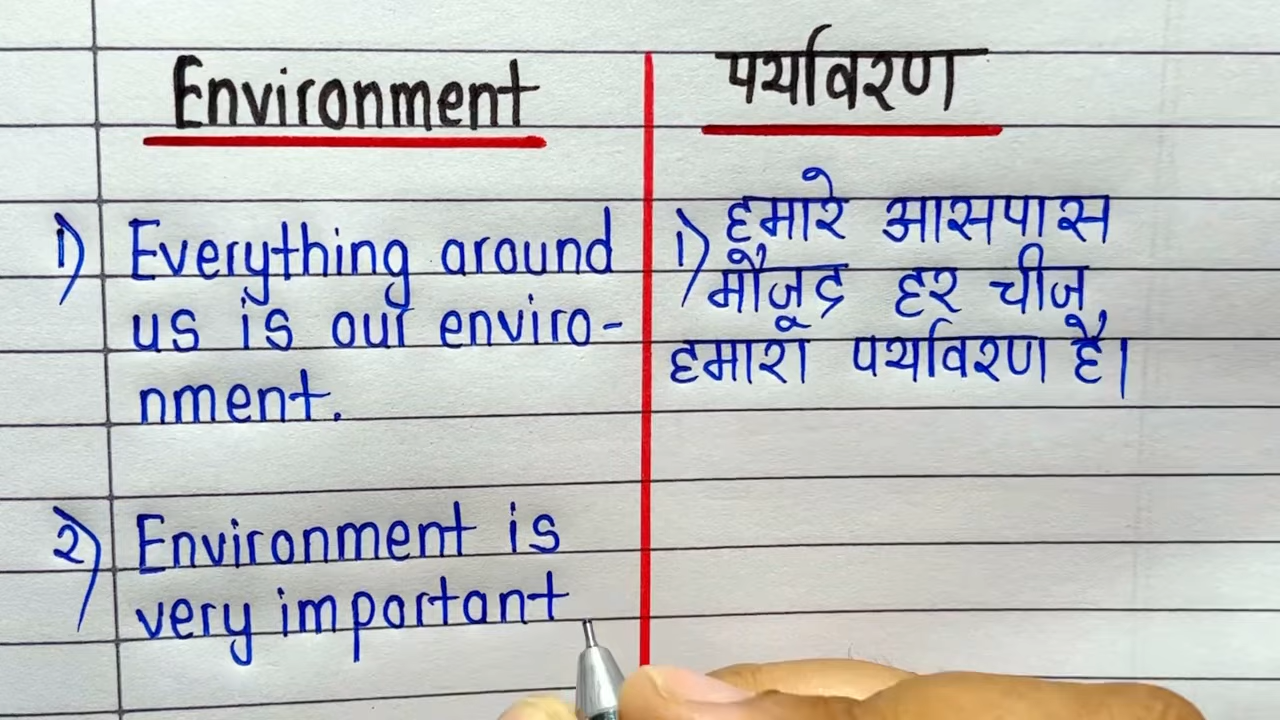 Environment
1) Everything around
us is our enviro-
nment.
2) Environment is
very important
पर्यावरण
1) हमारे आसपास
मौजूद हर चीज
हमारा पर्यावरण है।